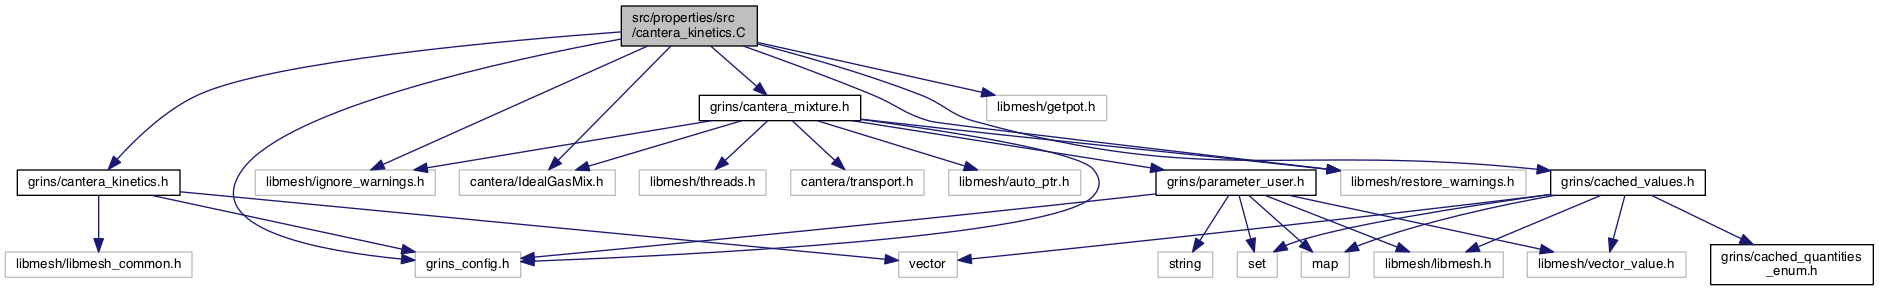 src/properties/src
/cantera_kinetics.C
grins/cantera_mixture.h
libmesh/getpot.h
grins/cantera_kinetics.h
libmesh/ignore_warnings.h
cantera/IdealGasMix.h
libmesh/threads.h
cantera/transport.h
libmesh/auto_ptr.h
grins/parameter_user.h
libmesh/restore_warnings.h
grins/cached_values.h
libmesh/libmesh_common.h
grins_config.h
vector
string
set
map
libmesh/libmesh.h
libmesh/vector_value.h
grins/cached_quantities
_enum.h